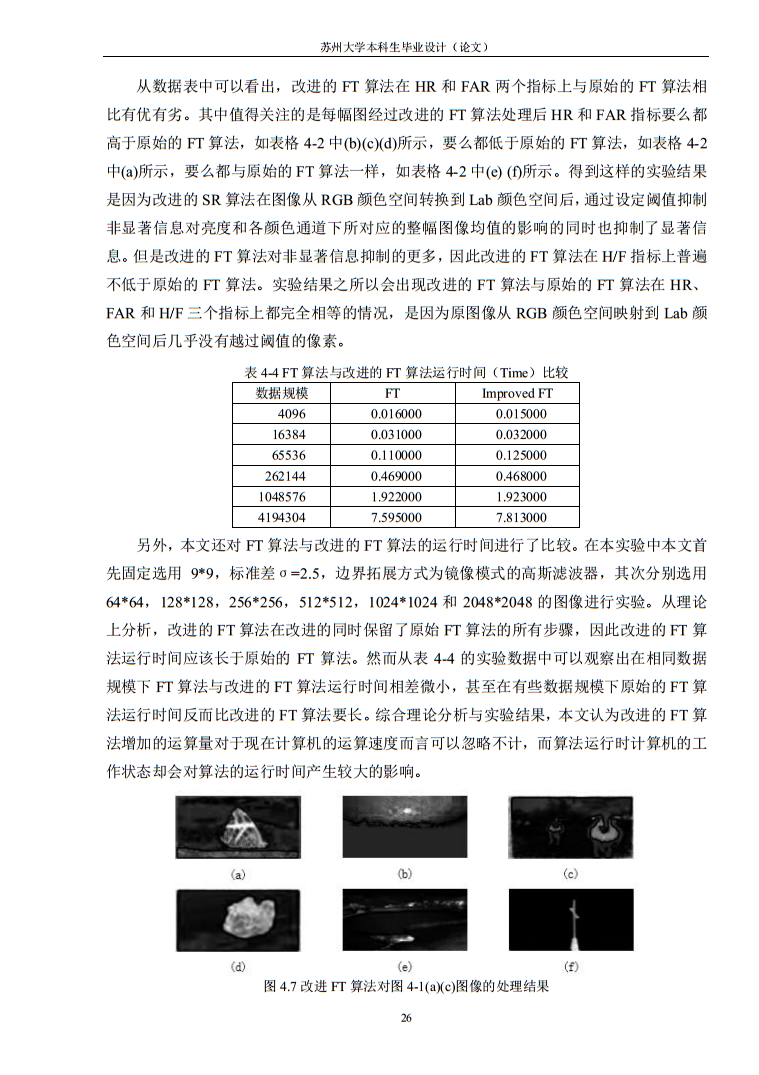 苏州大学本科生毕业设计（论文）
从数据表中可以看出，改进的 FT 算法在 HR 和 FAR 两个指标上与原始的 FT 算法相
比有优有劣。其中值得关注的是每幅图经过改进的 FT 算法处理后 HR 和 FAR 指标要么都
高于原始的 FT 算法，如表格 4-2 中(b)(c)(d)所示，要么都低于原始的 FT 算法，如表格 4-2
中(a)所示，要么都与原始的 FT 算法一样，如表格 4-2 中(e) (f)所示。得到这样的实验结果
是因为改进的 SR 算法在图像从 RGB 颜色空间转换到 Lab 颜色空间后，通过设定阈值抑制
非显著信息对亮度和各颜色通道下所对应的整幅图像均值的影响的同时也抑制了显著信
息。但是改进的 FT 算法对非显著信息抑制的更多，因此改进的 FT 算法在 H/F 指标上普遍
不低于原始的 FT 算法。实验结果之所以会出现改进的 FT 算法与原始的 FT 算法在 HR、
FAR 和 H/F 三个指标上都完全相等的情况，是因为原图像从 RGB 颜色空间映射到 Lab 颜
色空间后几乎没有越过阈值的像素。
表 4-4 FT 算法与改进的 FT 算法运行时间（Time）比较
数据规模 FT Improved FT
4096 0.016000 0.015000
16384 0.031000 0.032000
65536 0.110000 0.125000
262144 0.469000 0.468000
1048576 1.922000 1.923000
4194304 7.595000 7.813000
另外，本文还对 FT 算法与改进的 FT 算法的运行时间进行了比较。在本实验中本文首
先固定选用 9*9，标准差σ=2.5，边界拓展方式为镜像模式的高斯滤波器，其次分别选用
64*64，128*128，256*256，512*512，1024*1024 和 2048*2048 的图像进行实验。从理论
上分析，改进的 FT 算法在改进的同时保留了原始 FT 算法的所有步骤，因此改进的 FT 算
法运行时间应该长于原始的 FT 算法。然而从表 4-4 的实验数据中可以观察出在相同数据
规模下 FT 算法与改进的 FT 算法运行时间相差微小，甚至在有些数据规模下原始的 FT 算
法运行时间反而比改进的 FT 算法要长。综合理论分析与实验结果，本文认为改进的 FT 算
法增加的运算量对于现在计算机的运算速度而言可以忽略不计，而算法运行时计算机的工
作状态却会对算法的运行时间产生较大的影响。
(a) (b) (c)
(d) (e) (f)
图 4.7 改进 FT 算法对图 4-1(a)(c)图像的处理结果
26